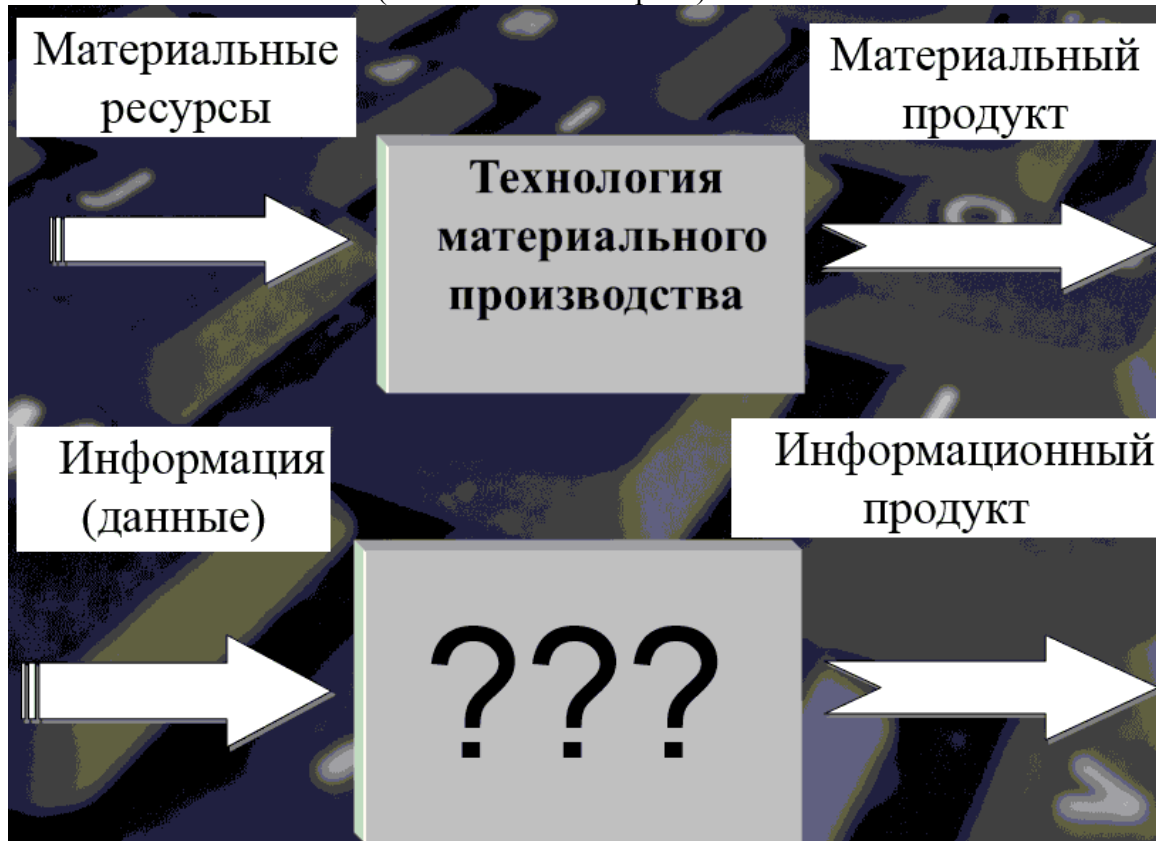 Материальные
ресурсы
Материальный
продукт
Технология
материального
производства
Информация
(данные)
Информационный
продукт
???